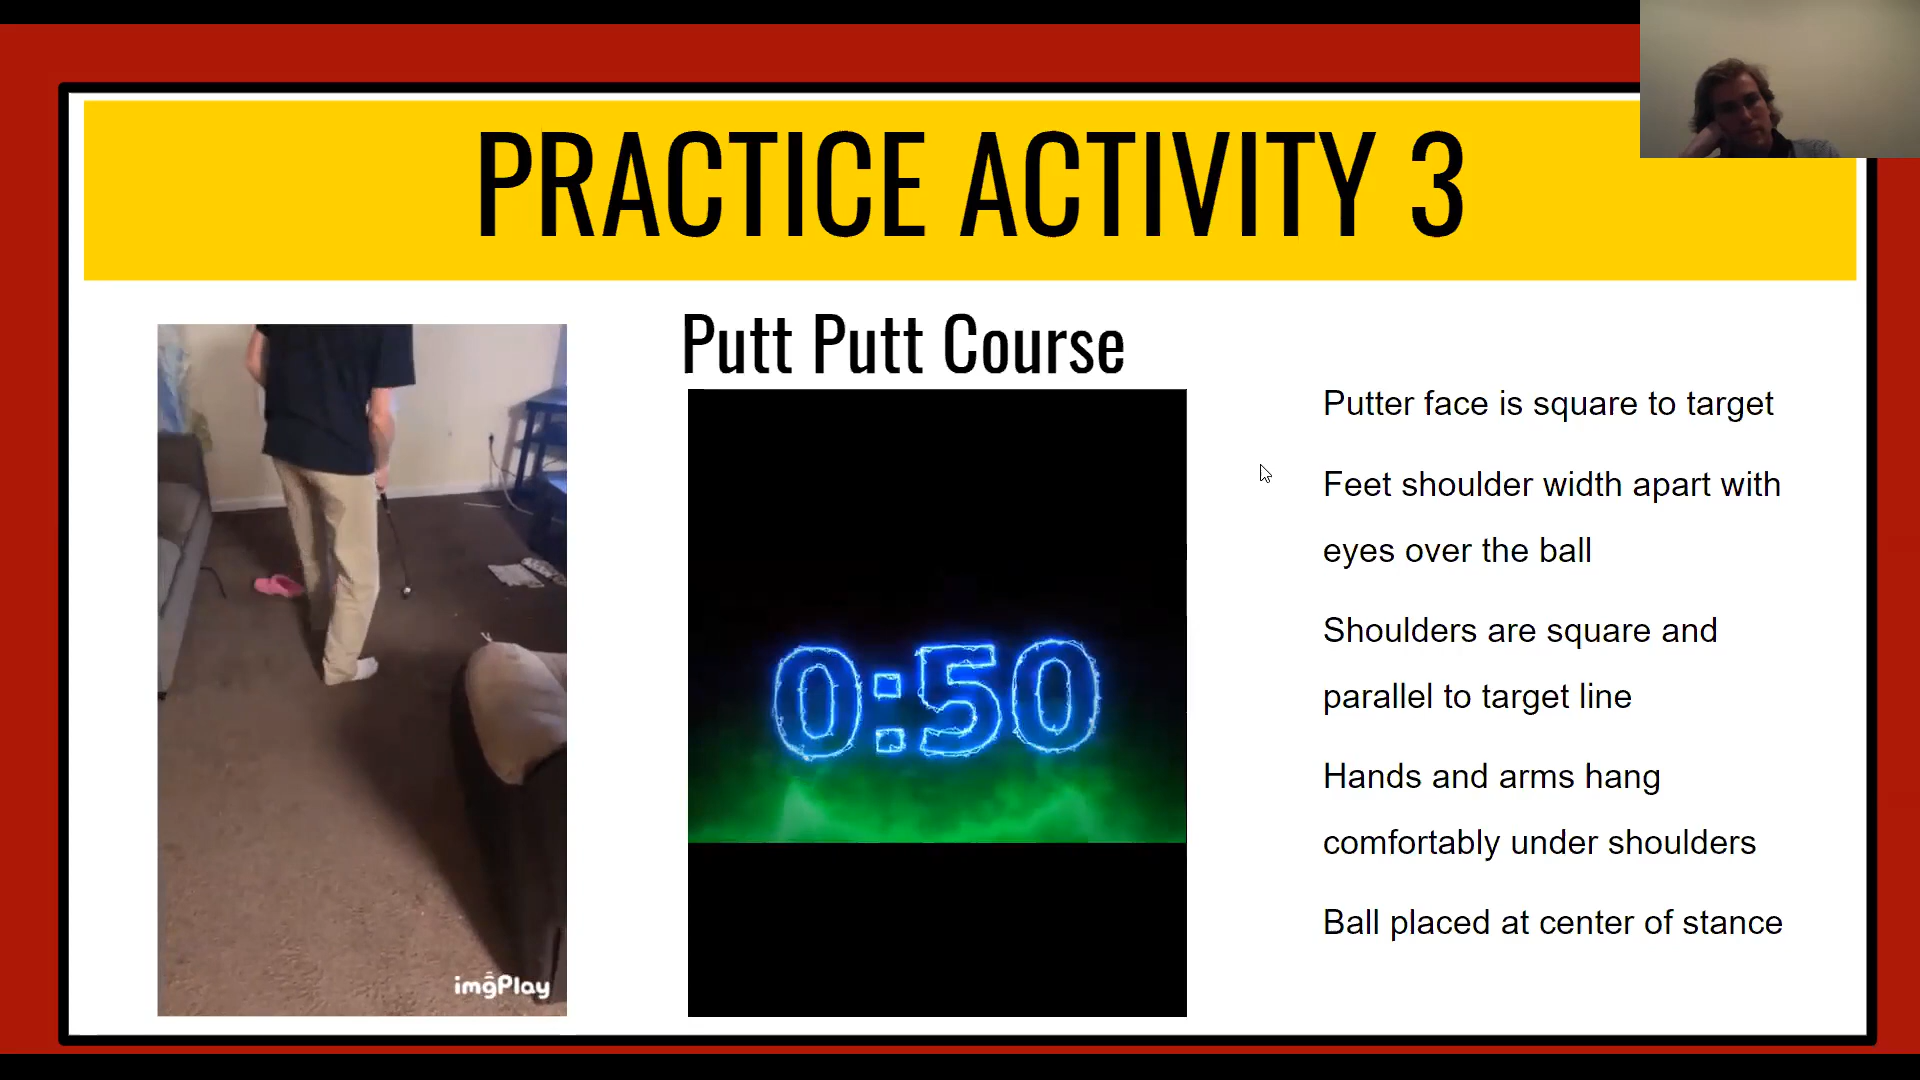 PRACTICE ACTIVITY 3
Putt Putt Course
0:50
Putter face is square to target
Feet shoulder width apart with
eyes over the ball
Shoulders are square and
parallel to target line
Hands and arms hang
comfortably under shoulders
Ball placed at center of stance
imgPlay